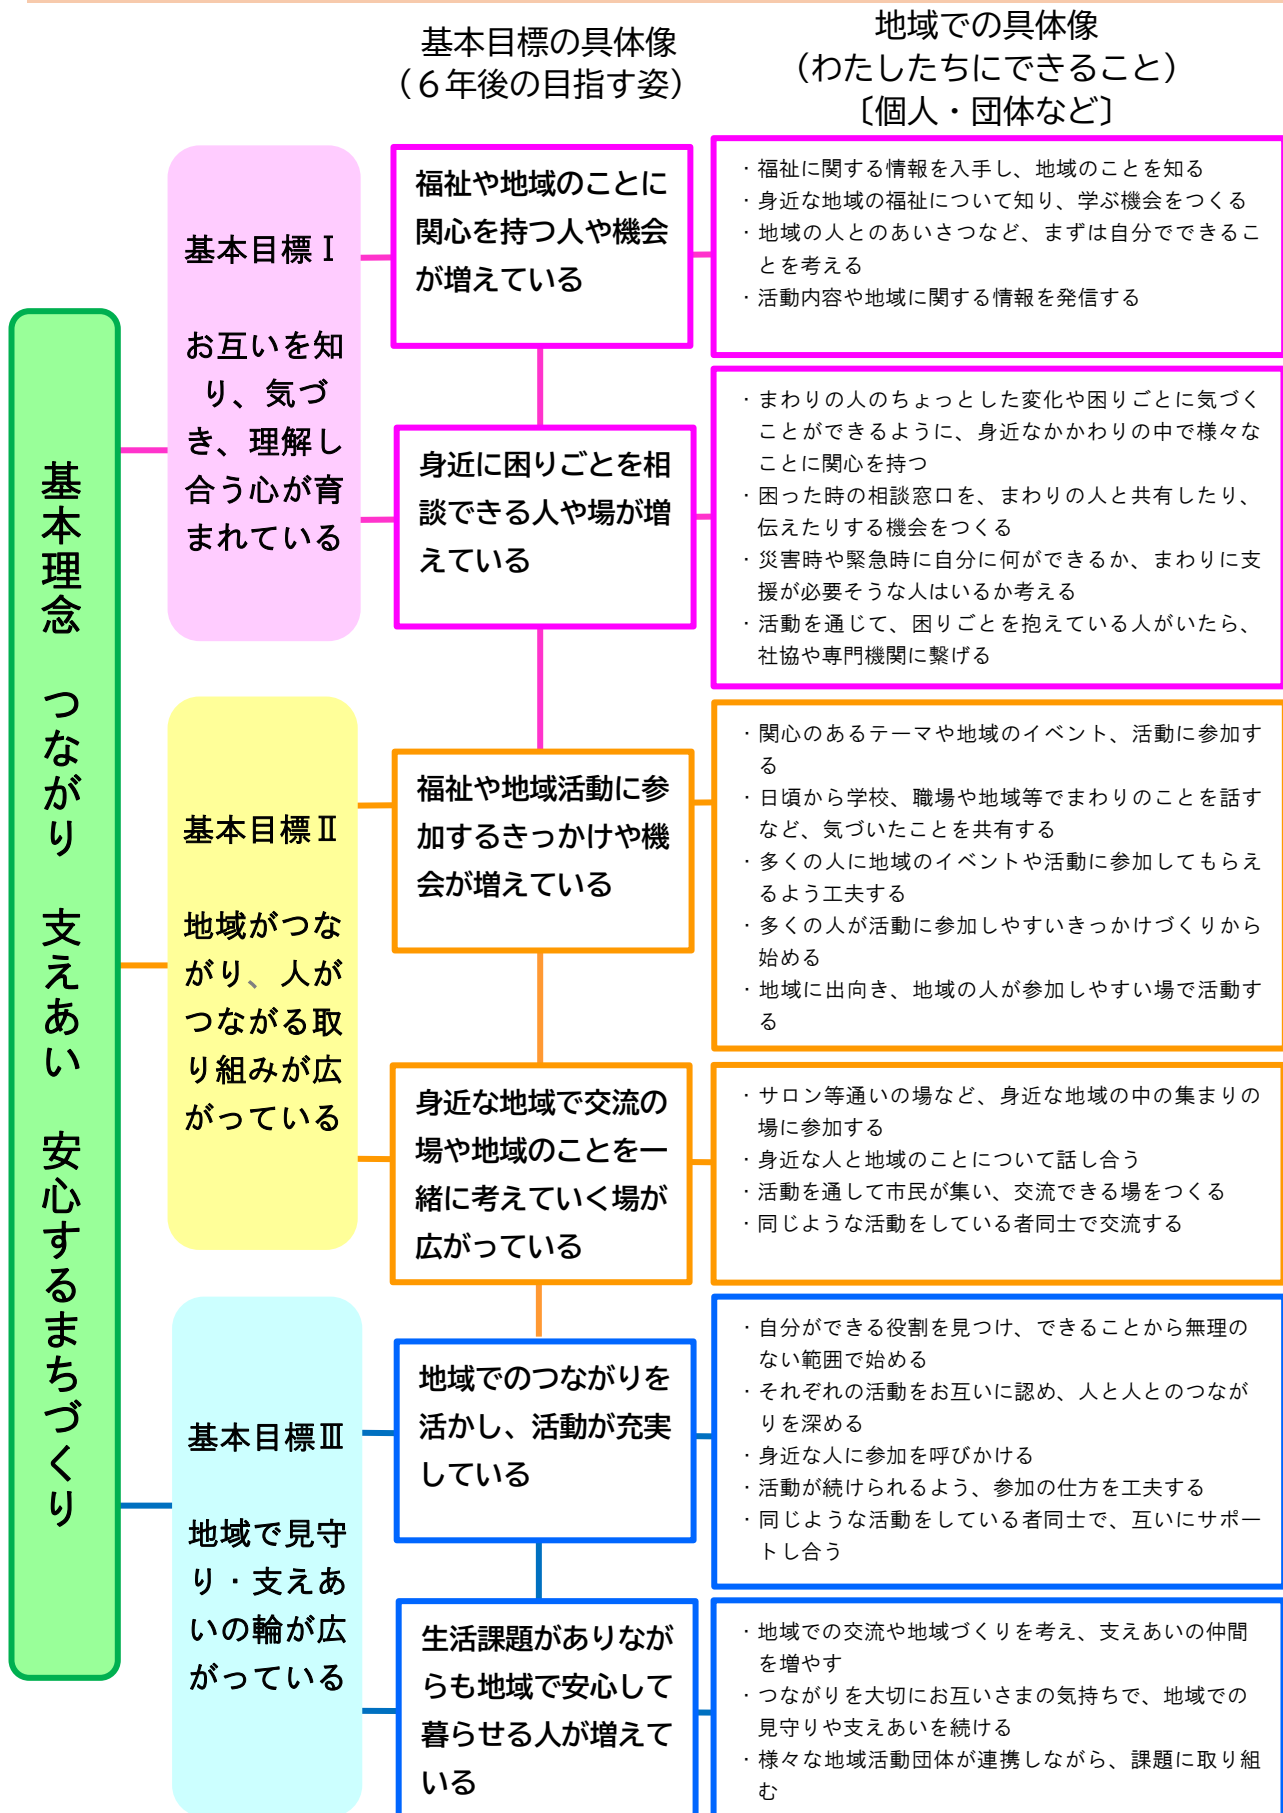 基本目標の具体像
（６年後の目指す姿）
地域での具体像
（わたしたちにできること）
〔個人・団体など〕
基本理念　つながり　支えあい　安心するまちづくり
基本目標Ⅰ
お互いを知
り、気づ
き、理解し
合う心が育
まれている
福祉や地域のことに
関心を持つ人や機会
が増えている
・福祉に関する情報を入手し、地域のことを知る
・身近な地域の福祉について知り、学ぶ機会をつくる
・地域の人とのあいさつなど、まずは自分でできるこ
とを考える
・活動内容や地域に関する情報を発信する
身近に困りごとを相
談できる人や場が増
えている
・まわりの人のちょっとした変化や困りごとに気づく
ことができるように、身近なかかわりの中で様々な
ことに関心を持つ
・困った時の相談窓口を、まわりの人と共有したり、
伝えたりする機会をつくる
・災害時や緊急時に自分に何ができるか、まわりに支
援が必要そうな人はいるか考える
・活動を通じて、困りごとを抱えている人がいたら、
社協や専門機関に繋げる
基本目標Ⅱ
地域がつな
がり、人が
つながる取
り組みが広
がっている
福祉や地域活動に参
加するきっかけや機
会が増えている
・関心のあるテーマや地域のイベント、活動に参加す
る
・日頃から学校、職場や地域等でまわりのことを話す
など、気づいたことを共有する
・多くの人に地域のイベントや活動に参加してもらえ
るよう工夫する
・多くの人が活動に参加しやすいきっかけづくりから
始める
・地域に出向き、地域の人が参加しやすい場で活動す
る
身近な地域で交流の
場や地域のことを一
緒に考えていく場が
広がっている
・サロン等通いの場など、身近な地域の中の集まりの
場に参加する
・身近な人と地域のことについて話し合う
・活動を通して市民が集い、交流できる場をつくる
・同じような活動をしている者同士で交流する
基本目標Ⅲ
地域で見守
り・支えあ
いの輪が広
がっている
地域でのつながりを
活かし、活動が充実
している
・自分ができる役割を見つけ、できることから無理の
ない範囲で始める
・それぞれの活動をお互いに認め、人と人とのつなが
りを深める
・身近な人に参加を呼びかける
・活動が続けられるよう、参加の仕方を工夫する
・同じような活動をしている者同士で、互いにサポー
トし合う
生活課題がありなが
らも地域で安心して
暮らせる人が増えて
いる
・地域での交流や地域づくりを考え、支えあいの仲間
を増やす
・つながりを大切にお互いさまの気持ちで、地域での
見守りや支えあいを続ける
・様々な地域活動団体が連携しながら、課題に取り組
む